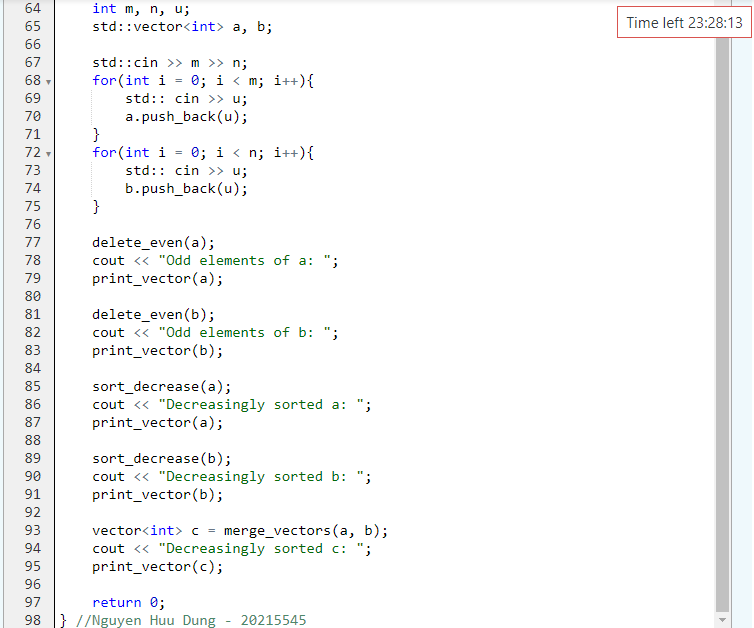 64     int m, n, u;
65     std::vector<int> a, b;
66
67     std::cin >> m >> n;
68     for(int i = 0; i < m; i++){
69         std:: cin >> u;
70         a.push_back(u);
71     }
72     for(int i = 0; i < n; i++){
73         std:: cin >> u;
74         b.push_back(u);
75     }
76
77     delete_even(a);
78     cout << "Odd elements of a: ";
79     print_vector(a);
80
81     delete_even(b);
82     cout << "Odd elements of b: ";
83     print_vector(b);
84
85     sort_decrease(a);
86     cout << "Decreasingly sorted a: ";
87     print_vector(a);
88
89     sort_decrease(b);
90     cout << "Decreasingly sorted b: ";
91     print_vector(b);
92
93     vector<int> c = merge_vectors(a, b);
94     cout << "Decreasingly sorted c: ";
95     print_vector(c);
96
97     return 0;
98 } //Nguyen Huu Dung - 20215545
Time left 23:28:13